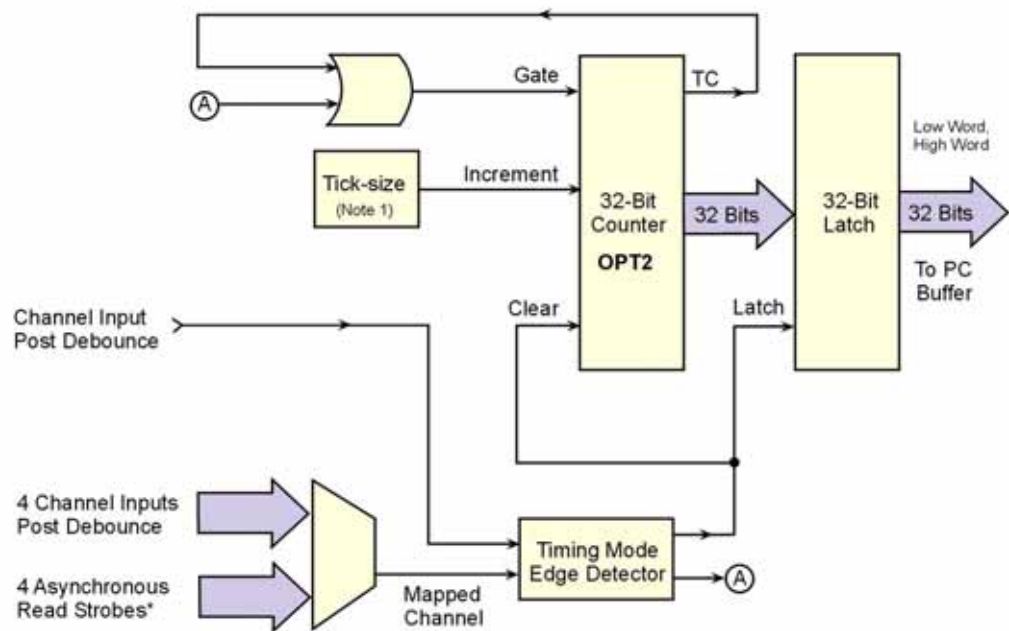 Gate
TC
A
Low Word,
High Word
Tick-size
(Note 1)
Increment
32-Bit
Counter
OPT2
32 Bits
32-Bit
Latch
32 Bits
To PC
Buffer
Clear
Latch
Channel Input
Post Debounce
4 Channel Inputs
Post Debounce
Timing Mode
Edge Detector
A
4 Asynchronous
Read Strobes*
Mapped
Channel